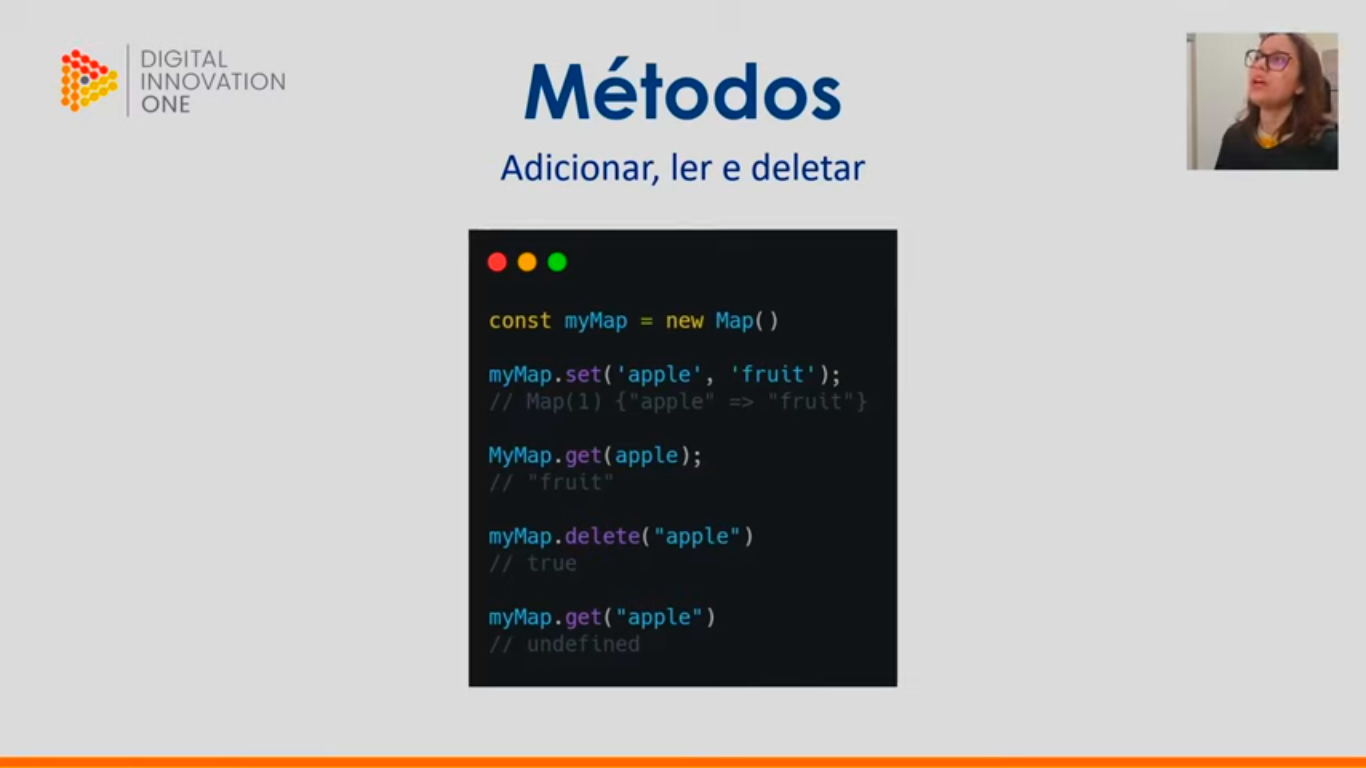 DIGITAL
INNOVATION
ONE
Métodos
Adicionar, ler e deletar
const myMap = new Map()
myMap.set('apple', 'fruit');
// Map(1) {"apple" => "fruit"}
MyMap.get(apple);
// "fruit"
myMap.delete("apple")
// true
myMap.get("apple")
// undefined